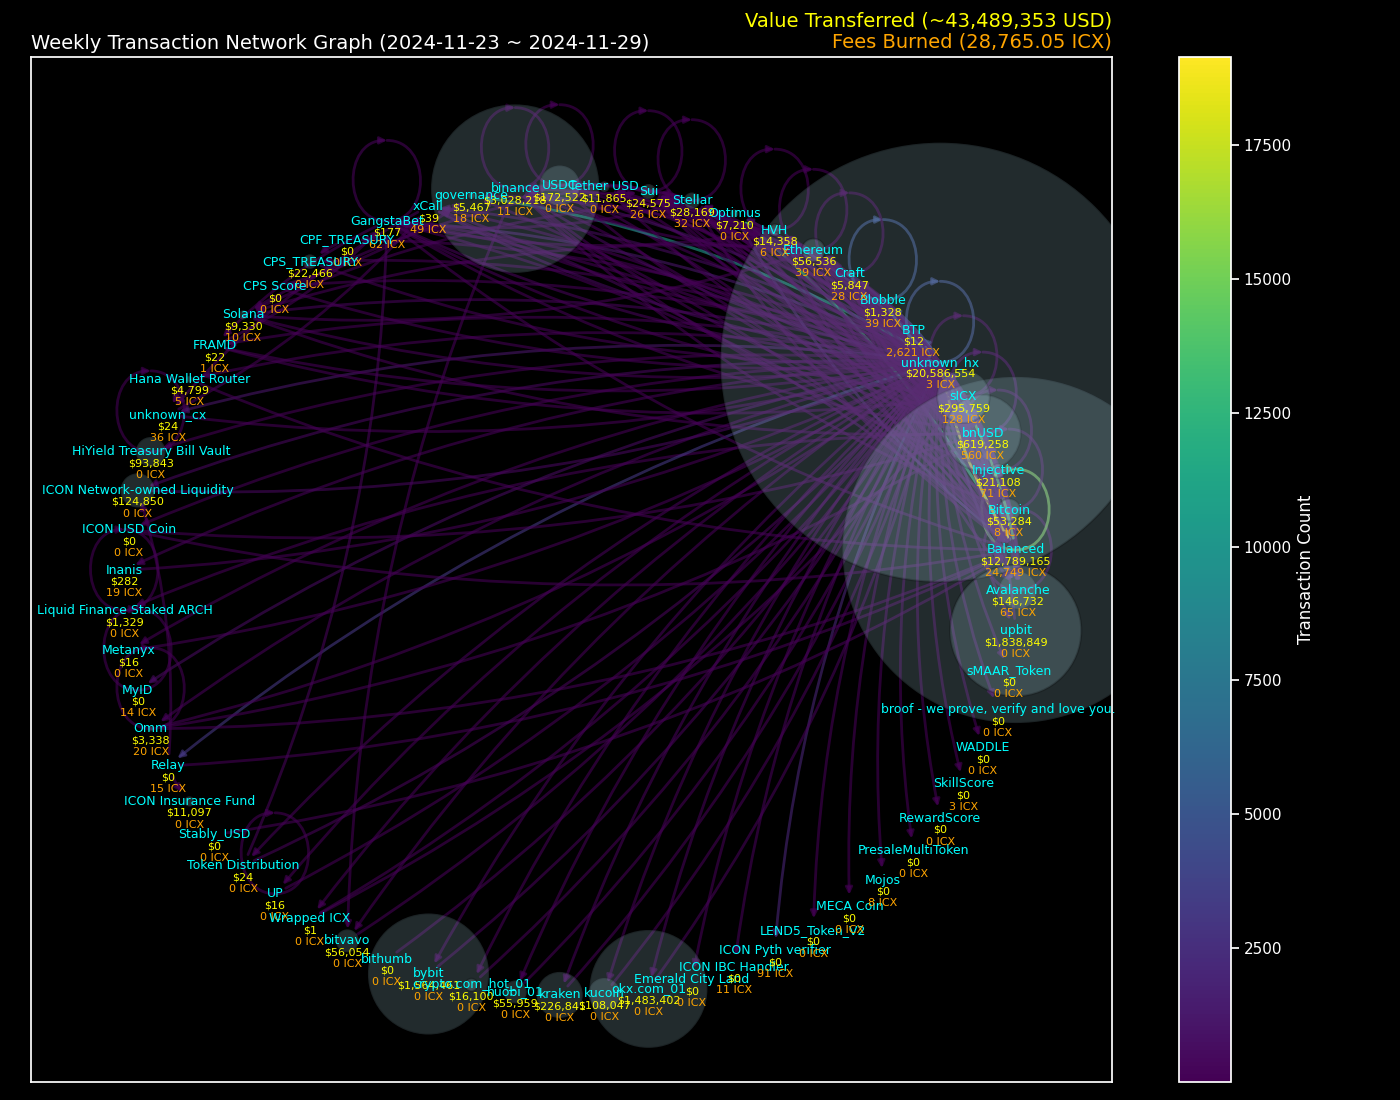 Value Transferred (~43,489,353 USD)
Weekly Transaction Network Graph (2024-11-23 ~ 2024-11-29)
Fees Burned (28,765.05 ICX)
binance
11 ICX
USDC
$172,522
0 ICX
Tether USD
$11,865
0 ICX
Sui
$24,575
26 ICX
Stellar
$28,169
32 ICX
Optimus
$7,210
0 ICX
HVH
$14,358
6 ICX
Ethereum
$56,536
39 ICX
Craft
$5,847
28 ICX
Blobble
$1,328
39 ICX
BTP
$12
2,621 ICX
unknown_hx
$20,586,554
3 ICX
sICX
$295,759
128 ICX
bnUSD
$619,258
560 ICX
Injective
$21,108
71 ICX
Bitcoin
$53,284
8 ICX
Balanced
$12,789,165
24,749 ICX
Avalanche
$146,732
65 ICX
upbit
$1,838,849
0 ICX
sMAAR_Token
$0
0 ICX
broof - we prove, verify and love you.
$0
0 ICX
WADDLE
$0
0 ICX
SkillScore
$0
3 ICX
RewardScore
$0
0 ICX
PresaleMultiToken
$0
0 ICX
Mojos
$0
8 ICX
MECA Coin
$0
0 ICX
LEND5_Token_V2
$0
0 ICX
ICON Pyth verifier
$0
91 ICX
ICON IBC Handler
$0
11 ICX
Emerald City Land
$0
0 ICX
okx.com_01
$1,483,402
0 ICX
kucoin
$108,047
0 ICX
kraken
$226,841
0 ICX
huobi_01
$55,959
0 ICX
$16,100
0 ICX
bybit
0 ICX
bithumb
$0
0 ICX
bitvavo
$56,054
0 ICX
Wrapped ICX
$1
0 ICX
UP
$16
0 ICX
Token Distribution
$24
0 ICX
Stably_USD
$0
0 ICX
ICON Insurance Fund
$11,097
0 ICX
Relay
$0
15 ICX
Omm
$3,338
20 ICX
MyID
$0
14 ICX
Metanyx
$16
0 ICX
Liquid Finance Staked ARCH
$1,329
0 ICX
Inanis
$282
19 ICX
ICON USD Coin
$0
0 ICX
ICON Network-owned Liquidity
$124,850
0 ICX
HiYield Treasury Bill Vault
$93,843
0 ICX
unknown_cx
$24
36 ICX
Hana Wallet Router
$4,799
5 ICX
FRAMD
$22
1 ICX
Solana
$9,330
10 ICX
CPS Score
$0
0 ICX
CPS_TREASURY
$22,466
0 ICX
CPF_TREASURY
$0
GangstaBet
$177
62 ICX
xCall
$39
49 ICX
governance
$5,467
18 ICX
17500
15000
12500
10000
7500
5000
2500
Transaction Count